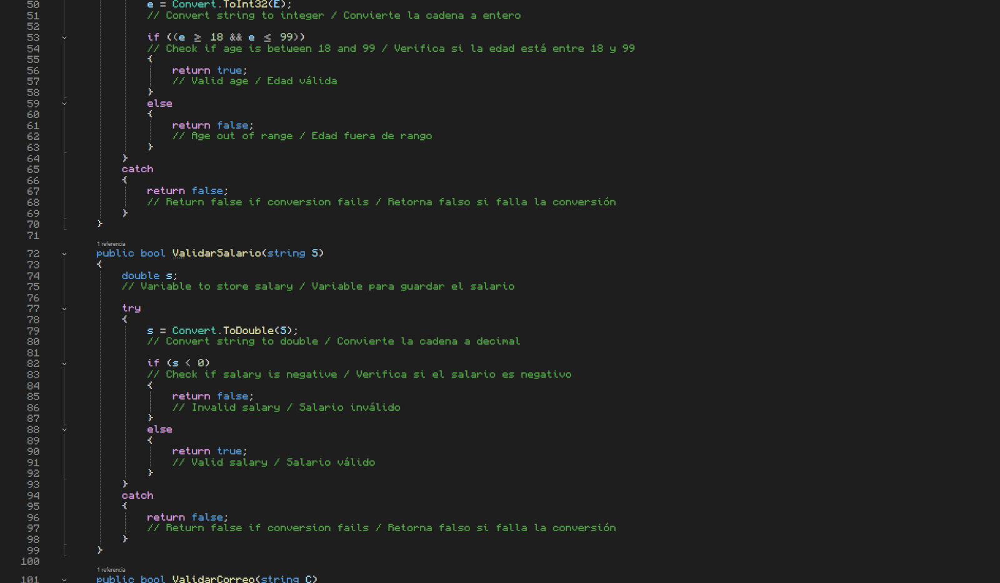 50 e = Convert.ToInt32(E);
51 // Convert string to integer / Convierte la cadena a entero
52
53 if ((e ≥ 18 && e ≤ 99))
54 // Check if age is between 18 and 99 / Verifica si la edad está entre 18 y 99
55 {
56 return true;
57 // Valid age / Edad válida
58 }
59 else
60 {
61 return false;
62 // Age out of range / Edad fuera de rango
63 }
64 }
65 catch
66 {
67 return false;
68 // Return false if conversion fails / Retorna falso si falla la conversión
69 }
70 }
71
1 referencia
72 public bool ValidarSalario(string S)
73 {
74 double s;
75 // Variable to store salary / Variable para guardar el salario
76
77 try
78 {
79 s = Convert.ToDouble(S);
80 // Convert string to double / Convierte la cadena a decimal
81
82 if (s < 0)
83 // Check if salary is negative / Verifica si el salario es negativo
84 {
85 return false;
86 // Invalid salary / Salario inválido
87 }
88 else
89 {
90 return true;
91 // Valid salary / Salario válido
92 }
93 }
94 catch
95 {
96 return false;
97 // Return false if conversion fails / Retorna falso si falla la conversión
98 }
99 }
100
1 referencia
101 public bool ValidarCorreo(string C)